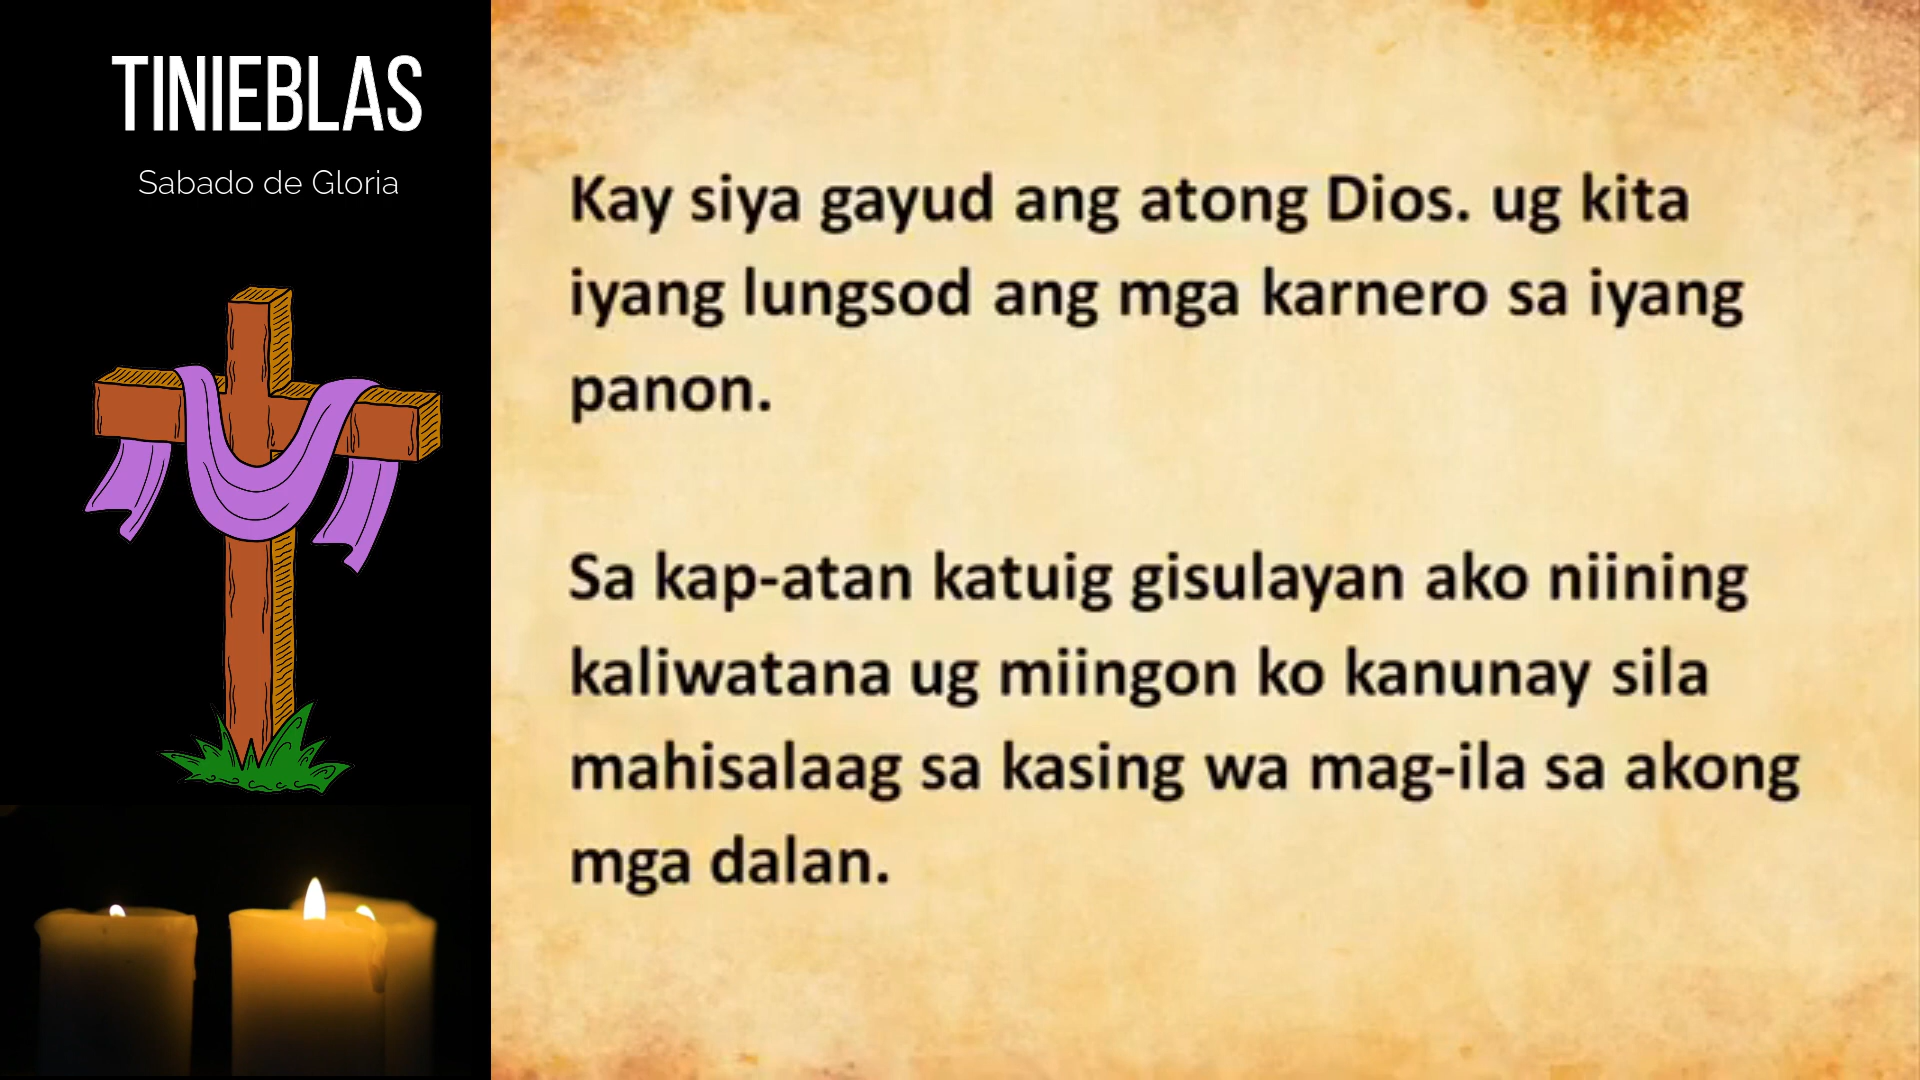 TINIEBLAS
Sabado de Gloria
Kay siya gayud ang atong Dios. ug kita
iyang lungsod ang mga karnero sa iyang
panon.
Sa kap-atan katuig gisulayan ako niining
kaliwatana ug miingon ko kanunay sila
mahisalaag sa kasing wa mag-ila sa akong
mga dalan.